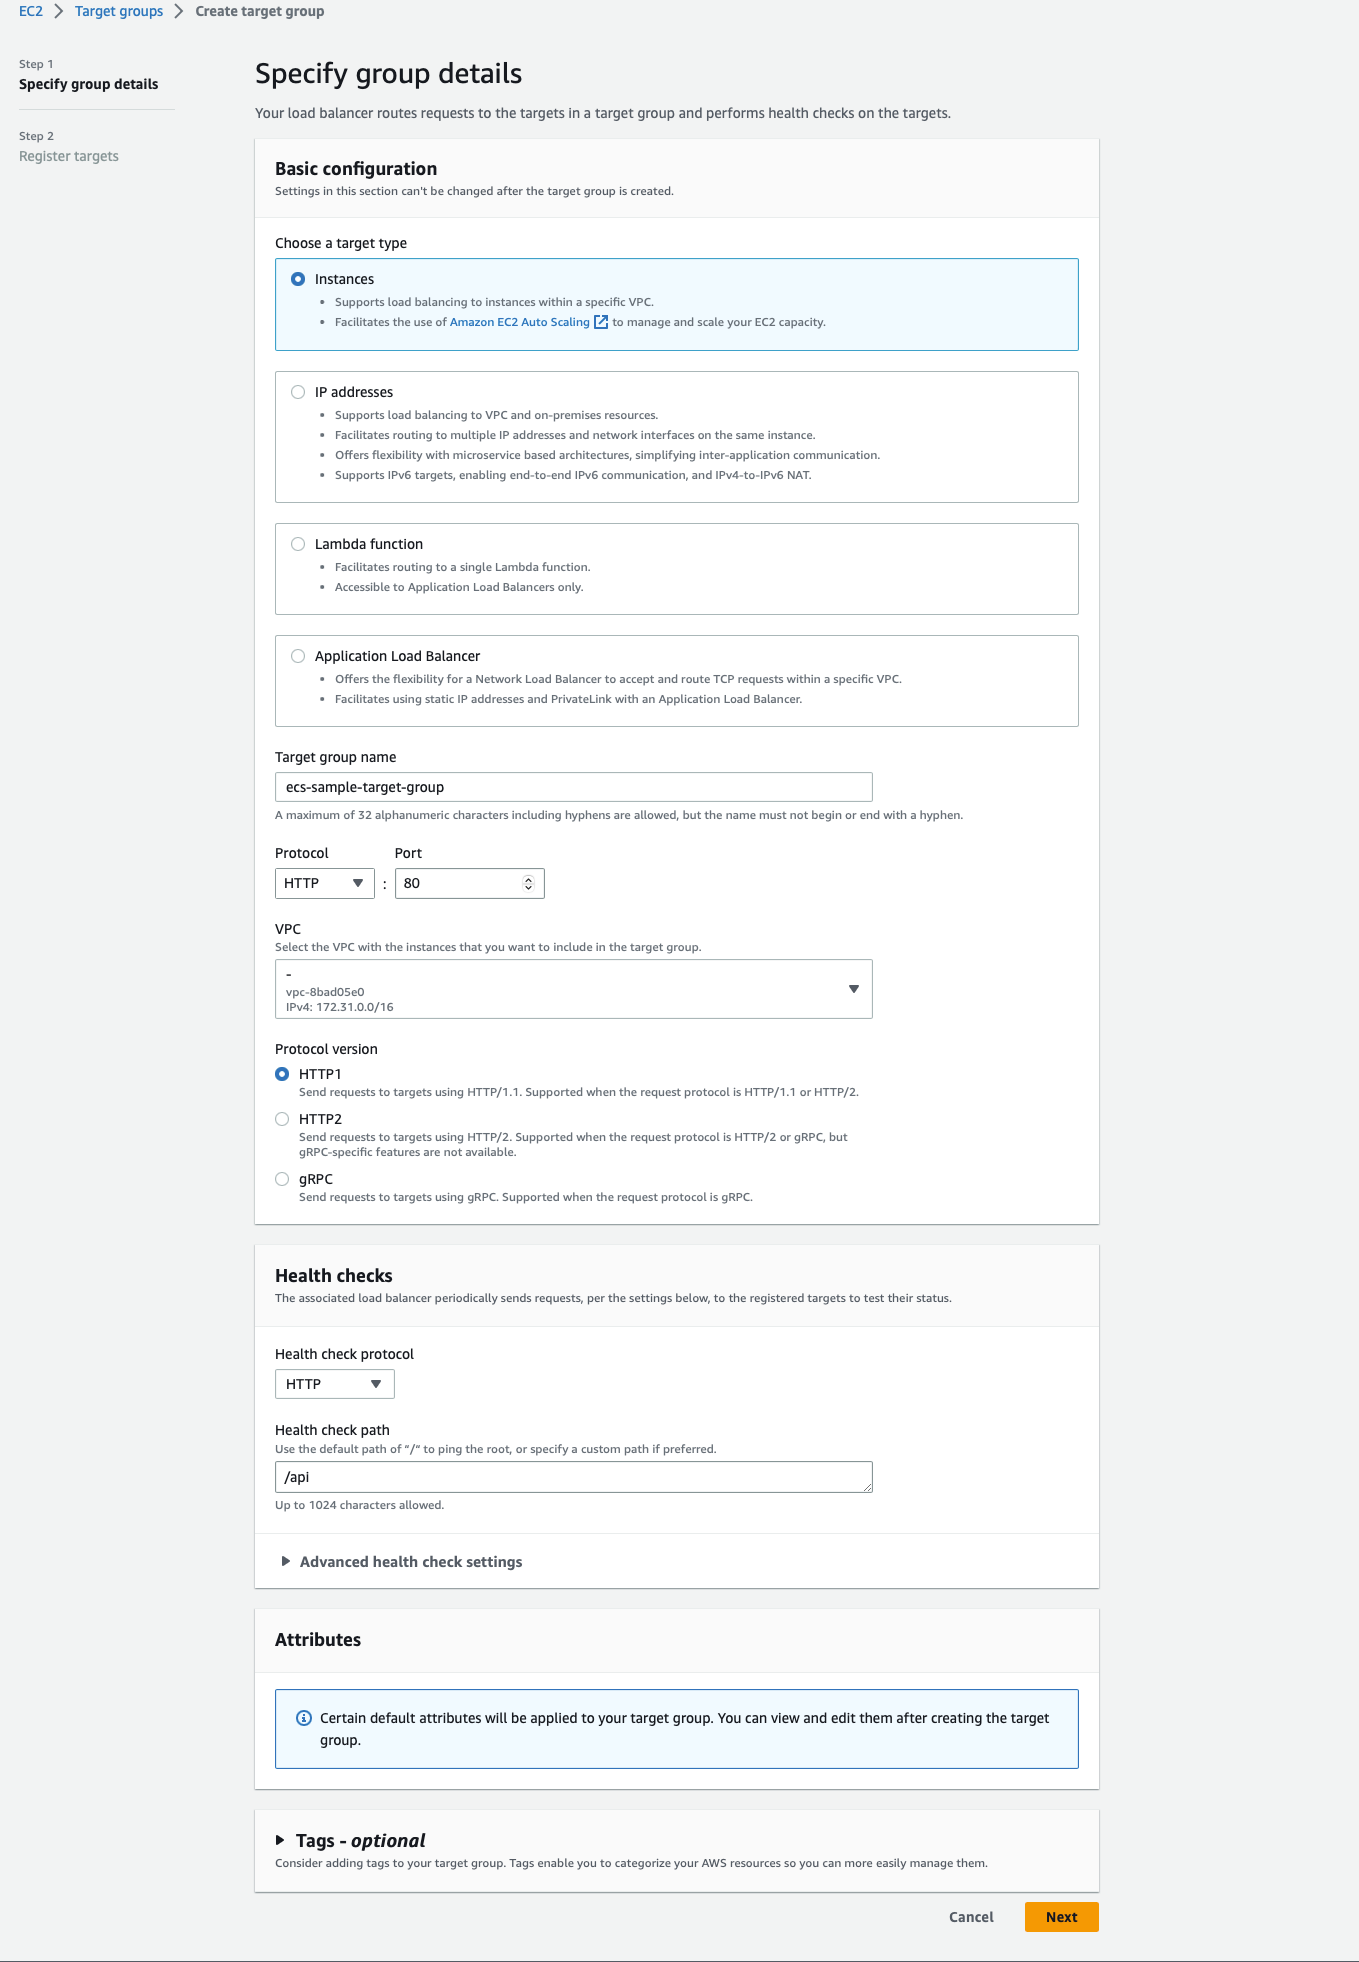 EC2 > Target groups > Create target group
Step 1
Specify group details
Step 2
Register targets
Specify group details
Your load balancer routes requests to the targets in a target group and performs health checks on the targets.
Basic configuration
Settings in this section can't be changed after the target group is created.
Choose a target type
Instances
• Supports load balancing to instances within a specific VPC.
• Facilitates the use of Amazon EC2 Auto Scaling to manage and scale your EC2 capacity.
IP addresses
• Supports load balancing to VPC and on-premises resources.
• Facilitates routing to multiple IP addresses and network interfaces on the same instance.
• Offers flexibility with microservice based architectures, simplifying inter-application communication.
• Supports IPv6 targets, enabling end-to-end IPv6 communication, and IPv4-to-IPv6 NAT.
Lambda function
• Facilitates routing to a single Lambda function.
• Accessible to Application Load Balancers only.
Application Load Balancer
• Offers the flexibility for a Network Load Balancer to accept and route TCP requests within a specific VPC.
• Facilitates using static IP addresses and PrivateLink with an Application Load Balancer.
Target group name
ecs-sample-target-group
A maximum of 32 alphanumeric characters including hyphens are allowed, but the name must not begin or end with a hyphen.
Protocol Port
HTTP : 80
VPC
Select the VPC with the instances that you want to include in the target group.
-
vpc-8bad05e0
IPv4: 172.31.0.0/16
Protocol version
HTTP1
Send requests to targets using HTTP/1.1. Supported when the request protocol is HTTP/1.1 or HTTP/2.
HTTP2
Send requests to targets using HTTP/2. Supported when the request protocol is HTTP/2 or gRPC, but
gRPC-specific features are not available.
gRPC
Send requests to targets using gRPC. Supported when the request protocol is gRPC.
Health checks
The associated load balancer periodically sends requests, per the settings below, to the registered targets to test their status.
Health check protocol
HTTP
Health check path
Use the default path of "/" to ping the root, or specify a custom path if preferred.
/api
Up to 1024 characters allowed.
Advanced health check settings
Attributes
Certain default attributes will be applied to your target group. You can view and edit them after creating the target
group.
Tags - optional
Consider adding tags to your target group. Tags enable you to categorize your AWS resources so you can more easily manage them.
Cancel Next